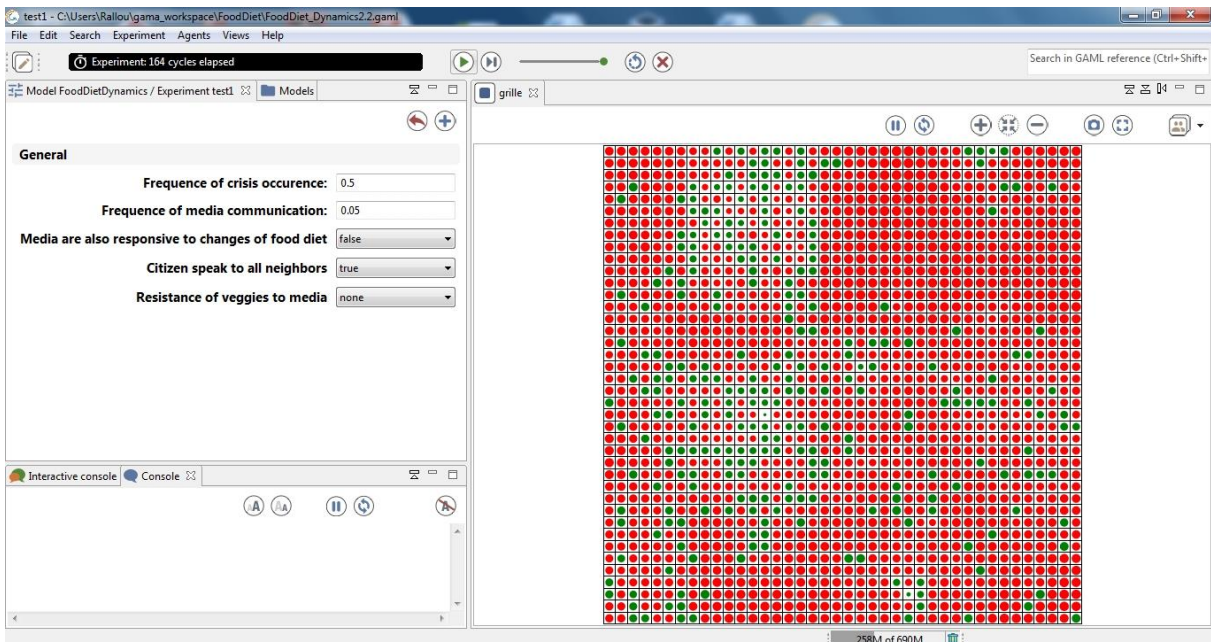 test1 - C:\Users\Rallou\gama_workspace\FoodDiet\FoodDiet_Dynamics2.2.gaml
File Edit Search Experiment Agents Views Help
Experiment: 164 cycles elapsed
Search in GAML reference (Ctrl+Shift+
Model FoodDietDynamics / Experiment test1 Models
grille
General
Frequence of crisis occurence: 0.5
Frequence of media communication: 0.05
Media are also responsive to changes of food diet false
Citizen speak to all neighbors true
Resistance of veggies to media none
Interactive console Console
258M of 690M